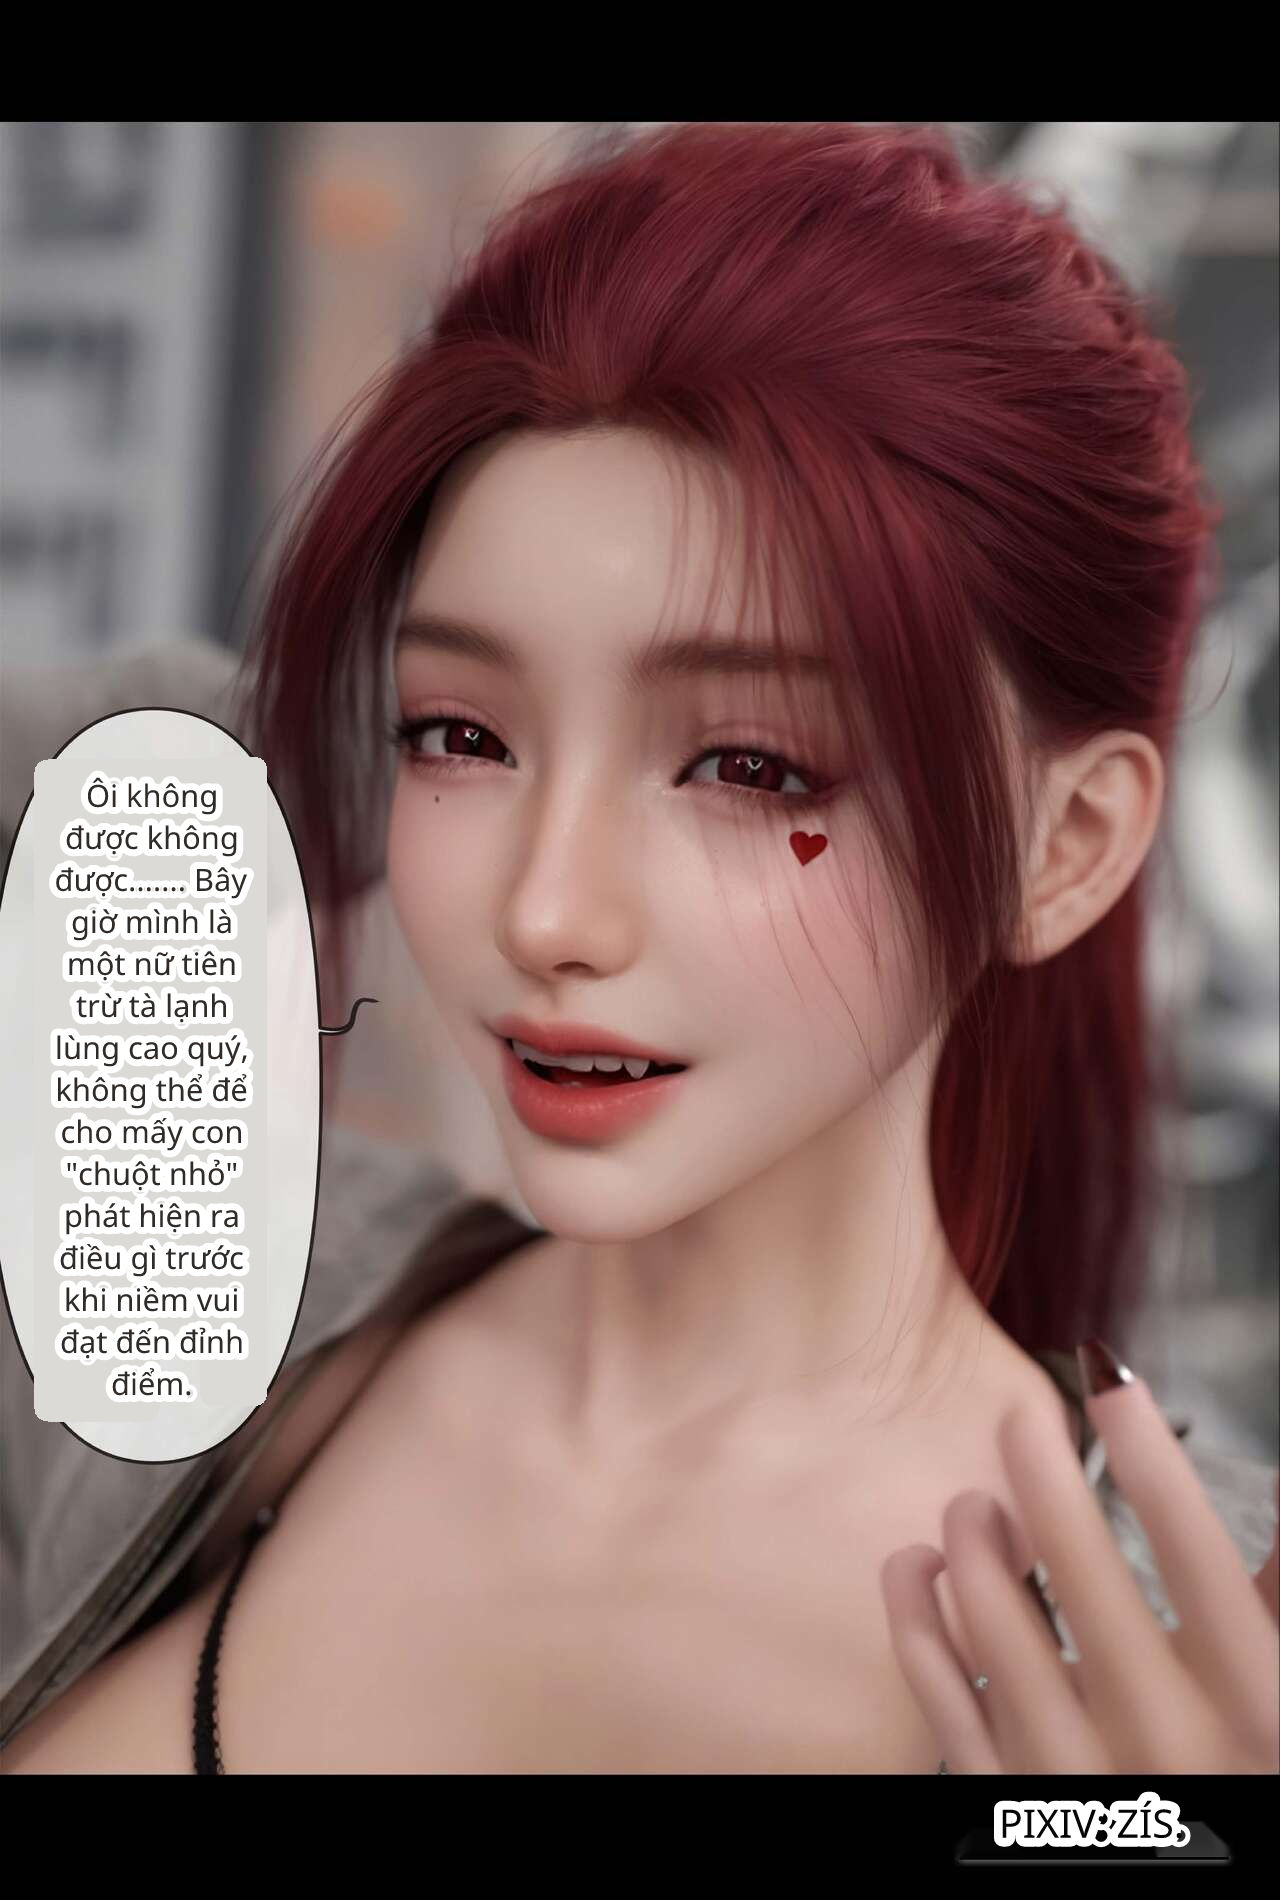 Ôi không
được không
được....... Bây
giờ mình là
một nữ tiên
trừ tà lạnh
lùng cao quý,
không thể để
cho mấy con
"chuột nhỏ"
phát hiện ra
điều gì trước
khi niềm vui
đạt đến đỉnh
điểm.
PIXIV: ZÍS,